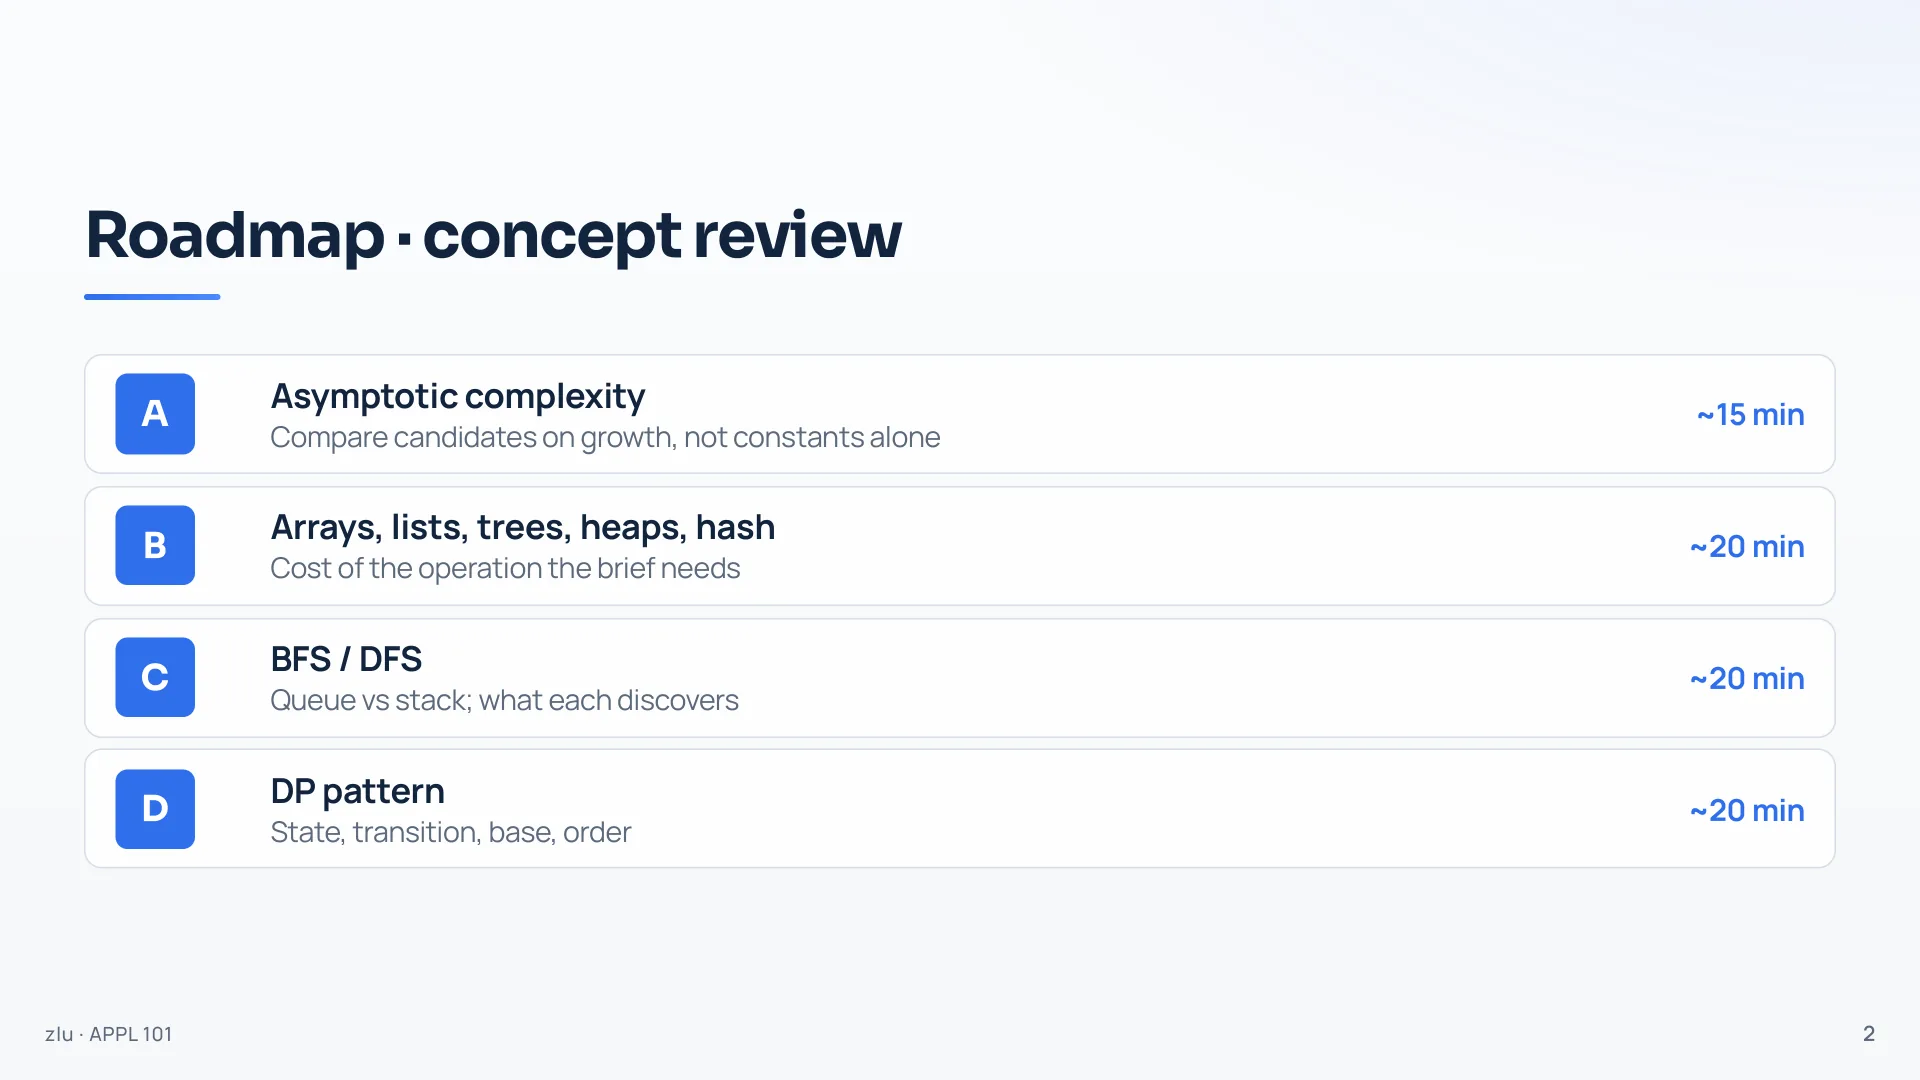 Roadmap · concept review
A
Asymptotic complexity
Compare candidates on growth, not constants alone
~15 min
B
Arrays, lists, trees, heaps, hash
Cost of the operation the brief needs
~20 min
C
BFS / DFS
Queue vs stack; what each discovers
~20 min
D
DP pattern
State, transition, base, order
~20 min
zlu · APPL 101
2